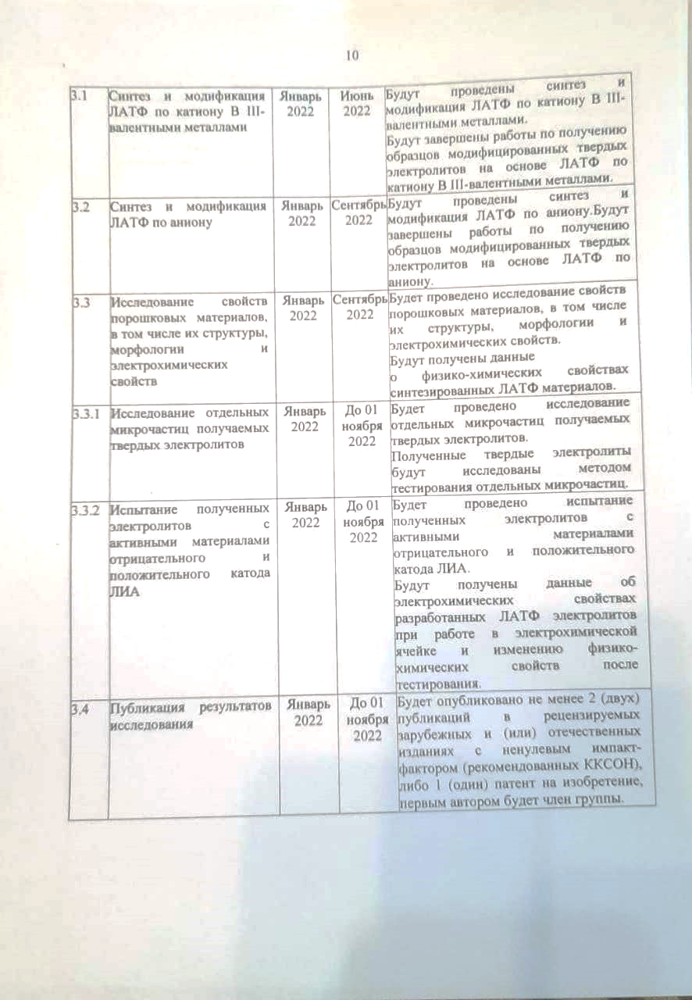 10
3.1
Синтез и модификация
ЛАТФ по катиону В III-
валентными металлами
Январь
2022
Июнь
2022
Будут проведены синтез и
модификация ЛАТФ по катиону В III-
валентными металлами.
Будут завершены работы по получению
образцов модифицированных твердых
электролитов на основе ЛАТФ по
катиону В III-валентными металлами.
3.2
Синтез и модификация
ЛАТФ по аниону
Январь
2022
Сентябрь
2022
Будут проведены синтез и
модификация ЛАТФ по аниону.Будут
завершены работы по получению
образцов модифицированных твердых
электролитов на основе ЛАТФ по
аниону.
3.3
Исследование свойств
порошковых материалов,
в том числе их структуры,
морфологии и
электрохимических
свойств
Январь
2022
Сентябрь
2022
Будет проведено исследование свойств
порошковых материалов, в том числе
их структуры, морфологии и
электрохимических свойств.
Будут получены данные
о физико-химических свойствах
синтезированных ЛАТФ материалов.
3.3.1
Исследование отдельных
микрочастиц получаемых
твердых электролитов
Январь
2022
До 01
ноября
2022
Будет проведено исследование
отдельных микрочастиц получаемых
твердых электролитов.
Полученные твердые электролиты
будут исследованы методом
тестирования отдельных микрочастиц.
3.3.2
Испытание полученных
электролитов с
активными материалами
отрицательного и
положительного катода
ЛИА
Январь
2022
До 01
ноября
2022
Будет проведено испытание
полученных электролитов с
активными материалами
отрицательного и положительного
катода ЛИА.
Будут получены данные об
электрохимических свойствах
разработанных ЛАТФ электролитов
при работе в электрохимической
ячейке и изменению физико-
химических свойств после
тестирования.
3.4
Публикация результатов
исследования
Январь
2022
До 01
ноября
2022
Будет опубликовано не менее 2 (двух)
публикаций в рецензируемых
зарубежных и (или) отечественных
изданиях с ненулевым импакт-
фактором (рекомендованных ККСОН),
либо 1 (один) патент на изобретение,
первым автором будет член группы.